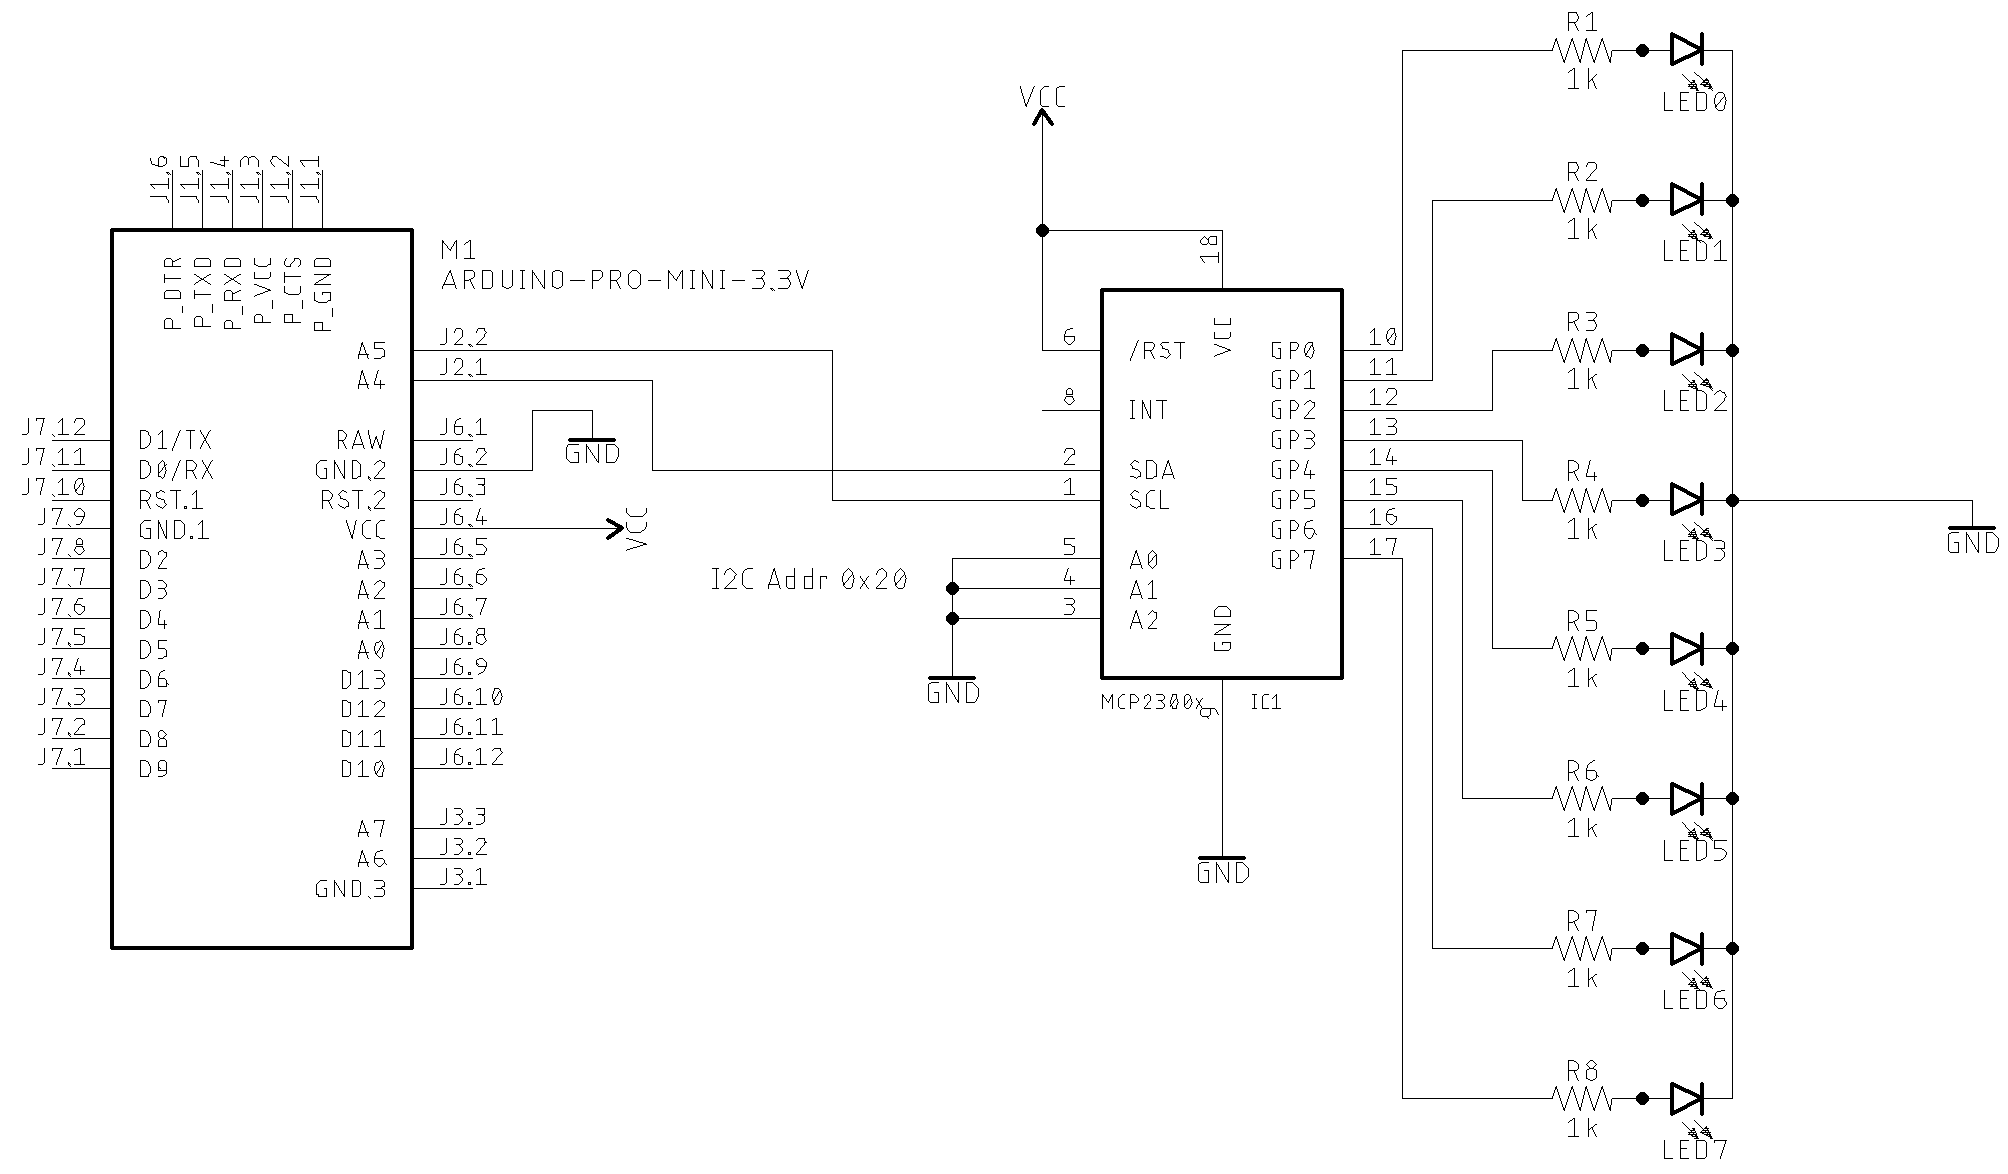 R1
1k
LED0
VCC
J1.6
J1.5
J1.4
J1.3
J1.2
J1.1
P_DTR
P_TXD
P_RXD
P_VCC
P_CTS
P_GND
M1
ARDUINO-PRO-MINI-3.3V
A5 J2.2
A4 J2.1
J7.12 D1/TX
J7.11 D0/RX
J7.10 RST.1
J7.9 GND.1
J7.8 D2
J7.7 D3
J7.6 D4
J7.5 D5
J7.4 D6
J7.3 D7
J7.2 D8
J7.1 D9
RAW J6.1
GND.2 J6.2
RST.2 J6.3
VCC J6.4
A3 J6.5
A2 J6.6
A1 J6.7
A0 J6.8
D13 J6.9
D12 J6.10
D11 J6.11
D10 J6.12
A7 J3.3
A6 J3.2
GND.3 J3.1
GND
VCC
I2C Addr 0x20
18
VCC
6 /RST
8 INT
2 SDA
1 SCL
5 A0
4 A1
3 A2
GND
GND
MCP2300x
9
IC1
GND
GP0 10
GP1 11
GP2 12
GP3 13
GP4 14
GP5 15
GP6 16
GP7 17
R2
1k
LED1
R3
1k
LED2
R4
1k
LED3
GND
R5
1k
LED4
R6
1k
LED5
R7
1k
LED6
R8
1k
LED7